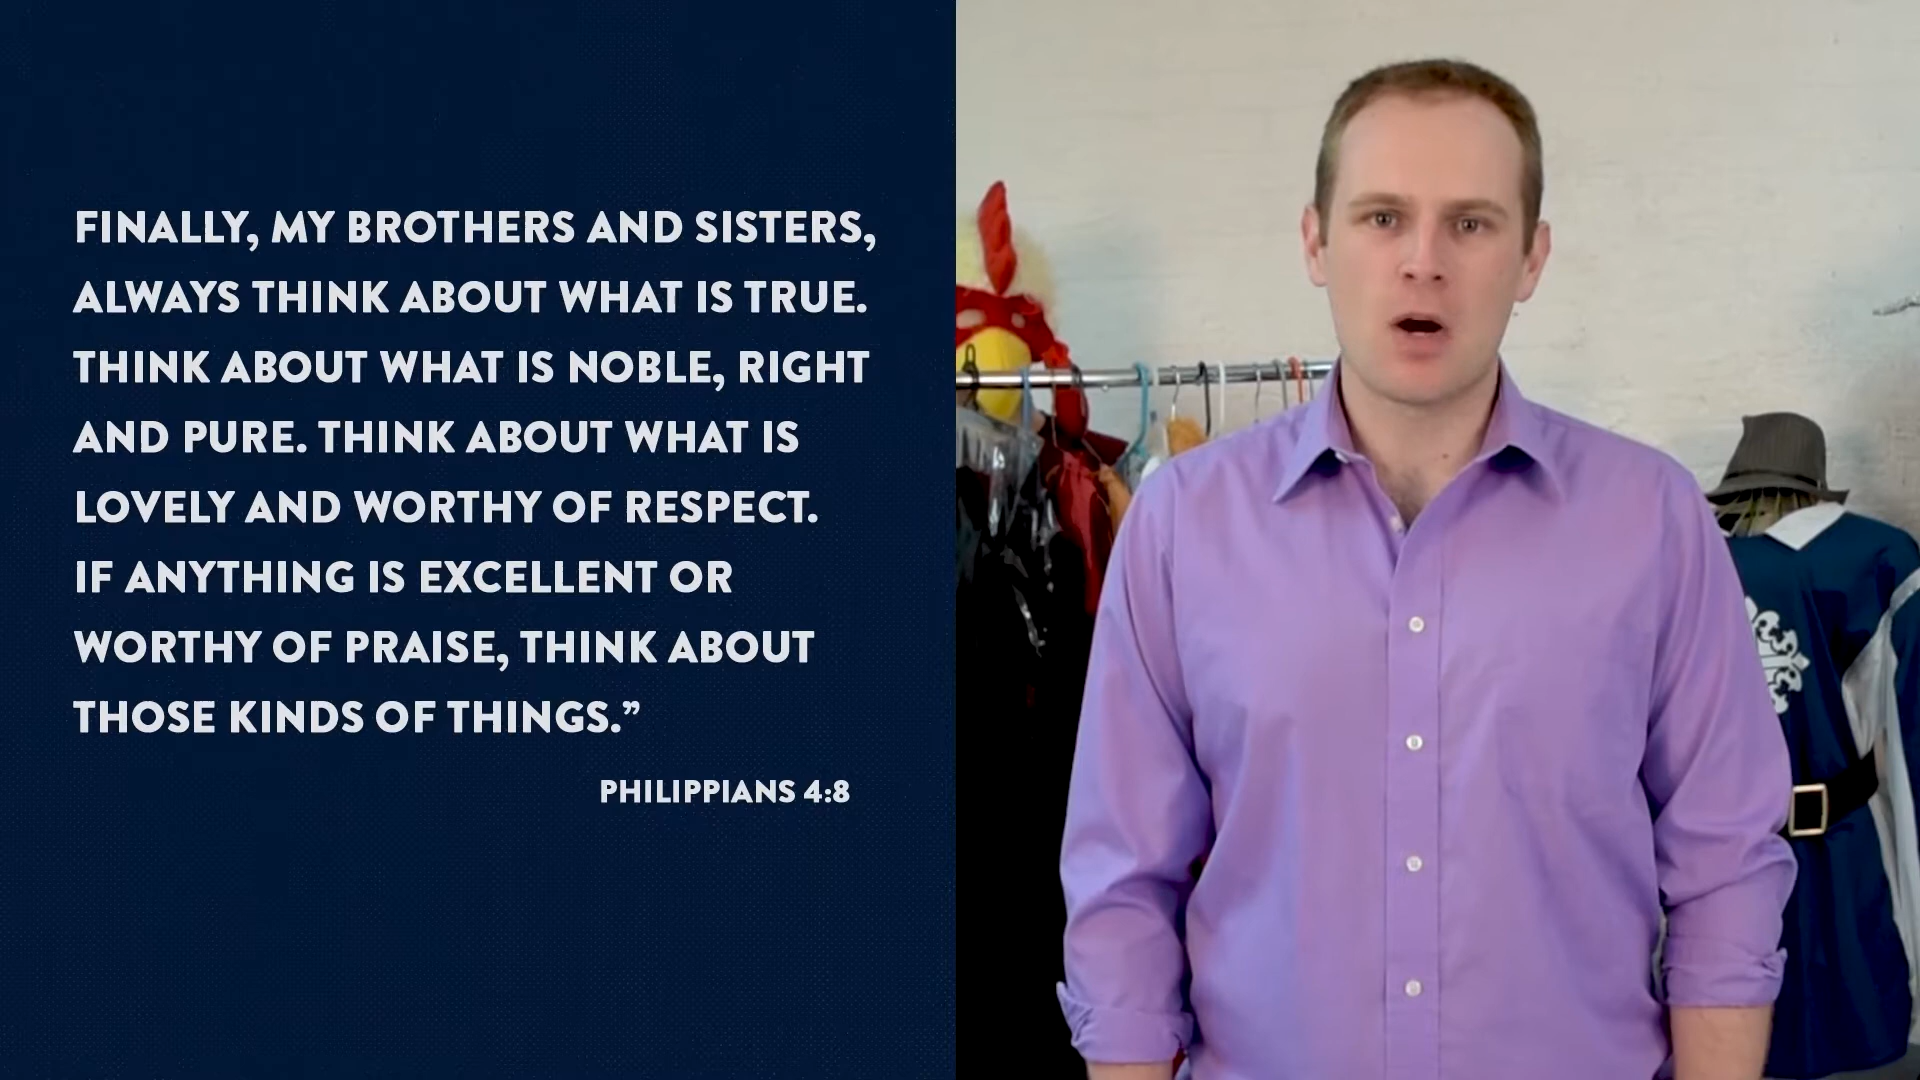 FINALLY, MY BROTHERS AND SISTERS,
ALWAYS THINK ABOUT WHAT IS TRUE.
THINK ABOUT WHAT IS NOBLE, RIGHT
AND PURE. THINK ABOUT WHAT IS
LOVELY AND WORTHY OF RESPECT.
IF ANYTHING IS EXCELLENT OR
WORTHY OF PRAISE, THINK ABOUT
THOSE KINDS OF THINGS.”
PHILIPPIANS 4:8